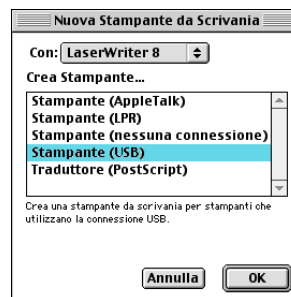 Nuova Stampante da Scrivania
Con: LaserWriter 8
Crea Stampante...
Stampante (AppleTalk)
Stampante (LPR)
Stampante (nessuna connessione)
Stampante (USB)
Traduttore (PostScript)
Crea una stampante da scrivania per stampanti che
utilizzano la connessione USB.
Annulla OK